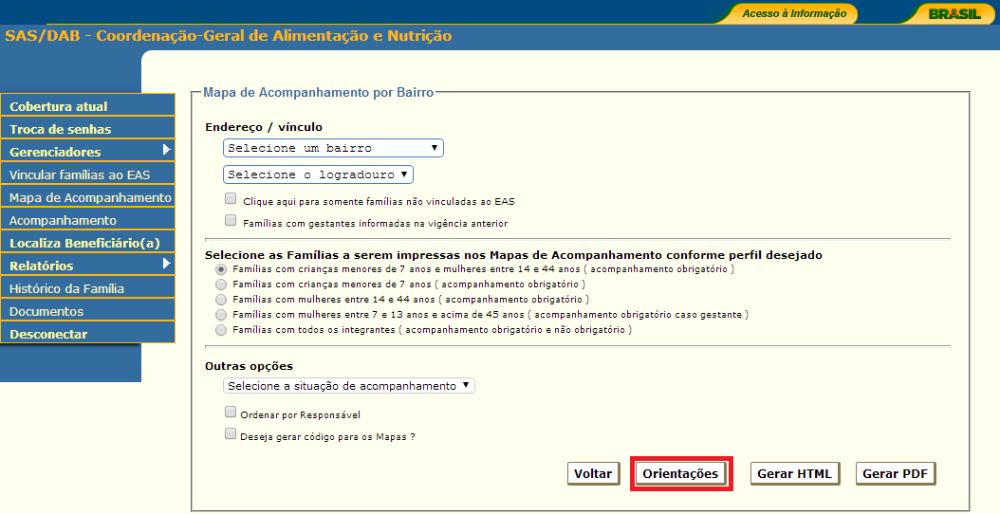 Acesso à Informação
BRASIL
SAS/DAB - Coordenação-Geral de Alimentação e Nutrição
Cobertura atual
Troca de senhas
Gerenciadores
Vincular famílias ao EAS
Mapa de Acompanhamento
Acompanhamento
Localiza Beneficiário(a)
Relatórios
Histórico da Família
Documentos
Desconectar
Mapa de Acompanhamento por Bairro
Endereço / vínculo
Selecione um bairro
Selecione o logradouro
Clique aqui para somente famílias não vinculadas ao EAS
Famílias com gestantes informadas na vigência anterior
Selecione as Famílias a serem impressas nos Mapas de Acompanhamento conforme perfil desejado
Famílias com crianças menores de 7 anos e mulheres entre 14 e 44 anos ( acompanhamento obrigatório )
Famílias com crianças menores de 7 anos ( acompanhamento obrigatório )
Famílias com mulheres entre 14 e 44 anos ( acompanhamento obrigatório )
Famílias com mulheres entre 7 e 13 anos e acima de 45 anos ( acompanhamento obrigatório caso gestante )
Famílias com todos os integrantes ( acompanhamento obrigatório e não obrigatório )
Outras opções
Selecione a situação de acompanhamento
Ordenar por Responsável
Deseja gerar código para os Mapas ?
Voltar Orientações Gerar HTML Gerar PDF